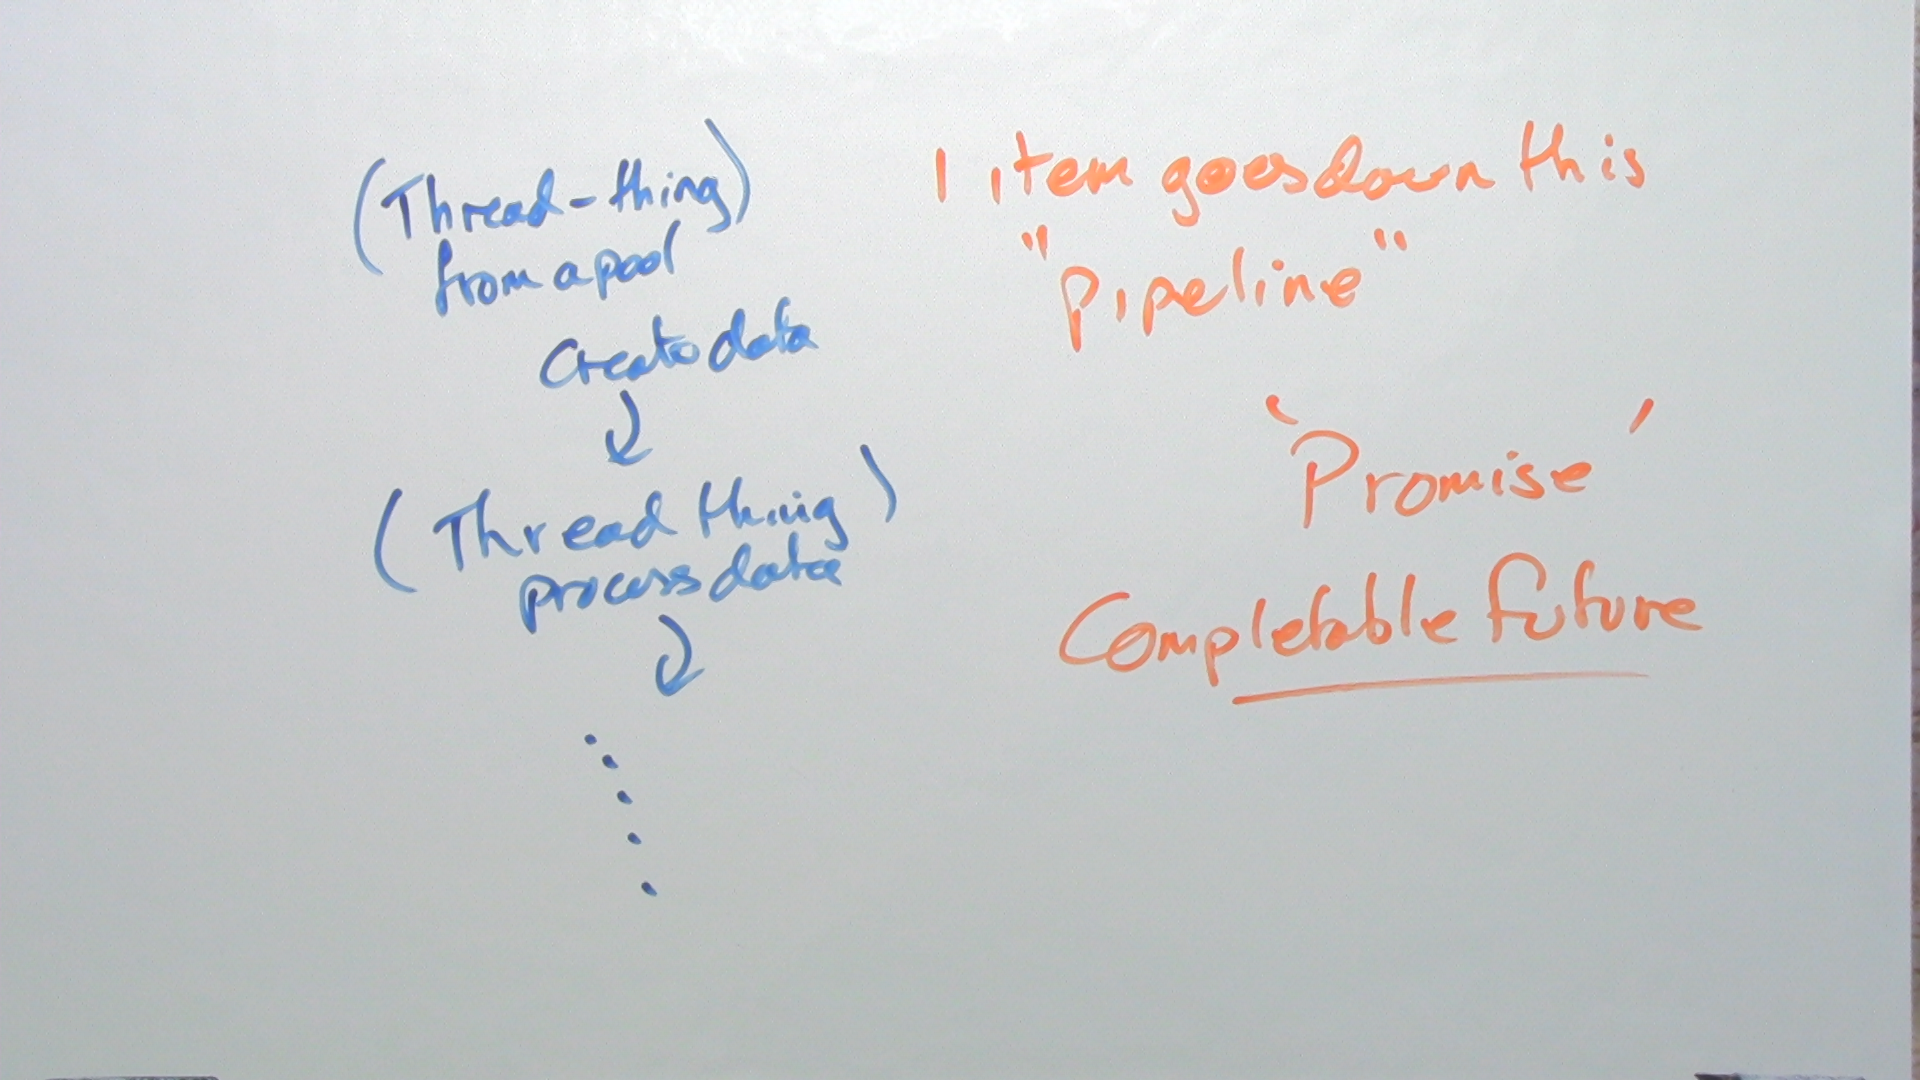 (Thread-thing)
from a pool
Create data
(Thread thing)
process data
1 item goes down this
"pipeline"
'Promise'
Completable Future